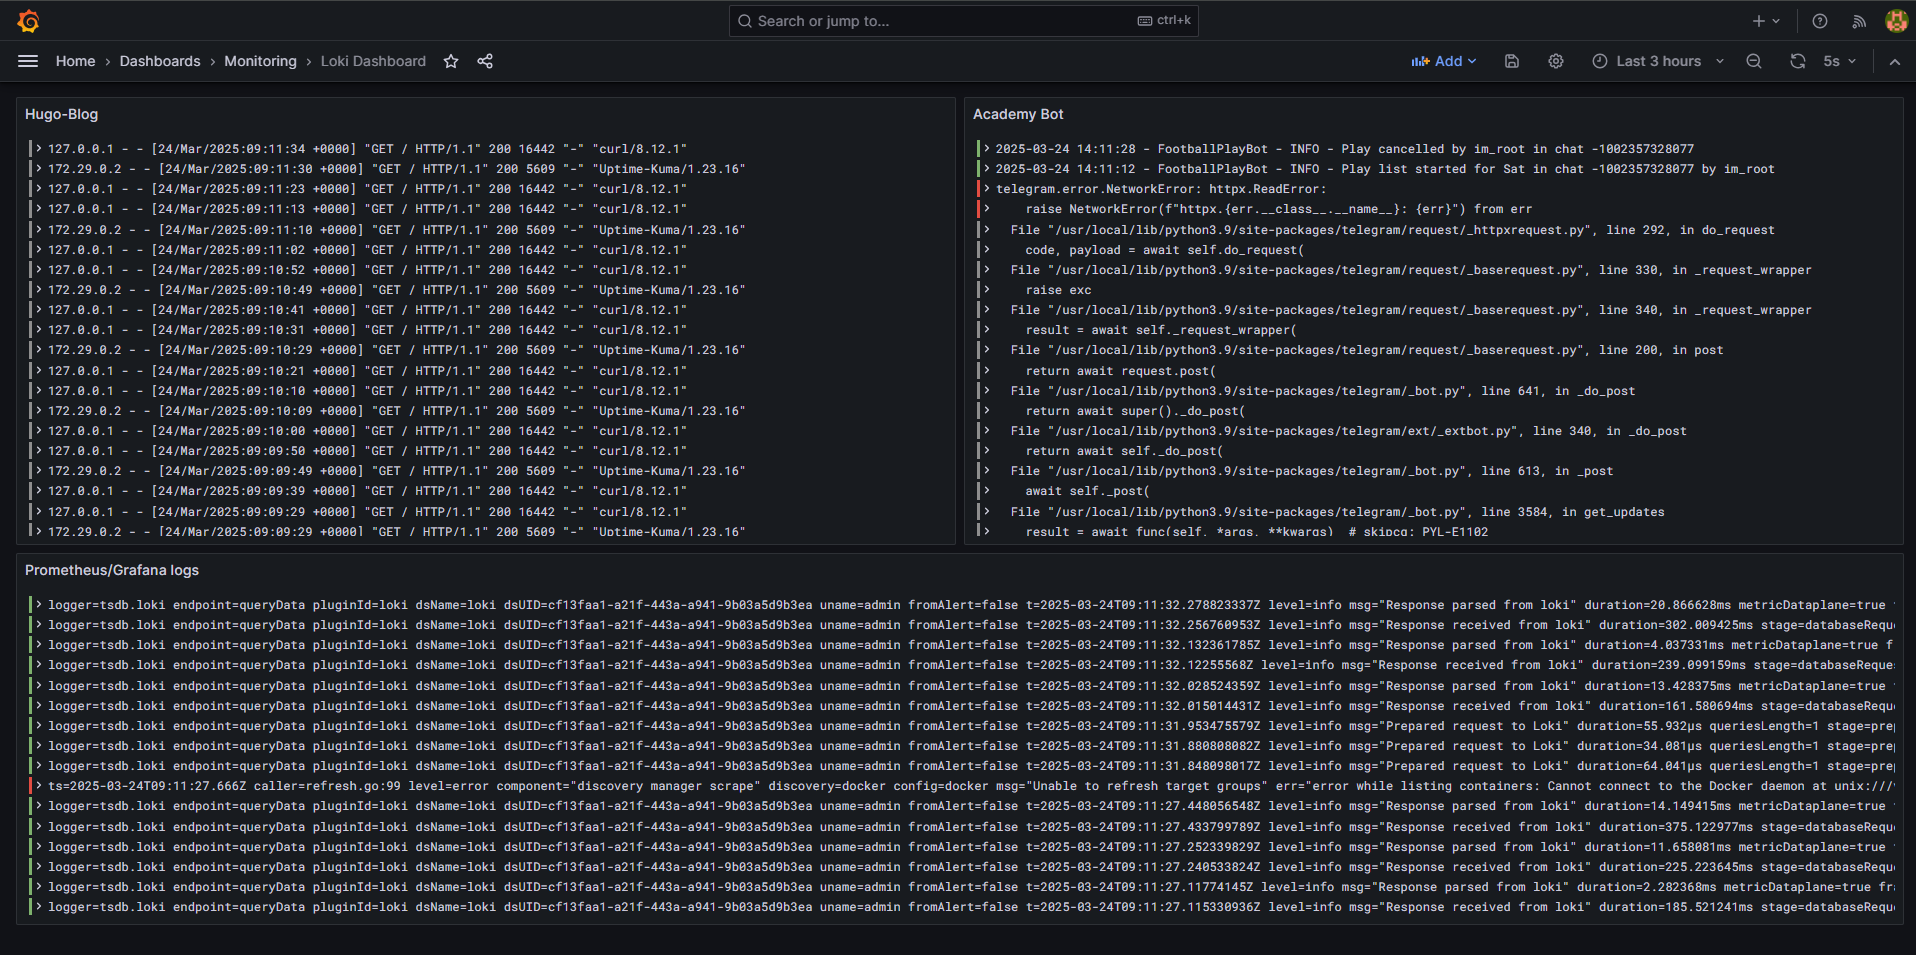 Search or jump to... ctrl+k
Home › Dashboards › Monitoring › Loki Dashboard Add Last 3 hours 5s
Hugo-Blog
127.0.0.1 - - [24/Mar/2025:09:11:34 +0000] "GET / HTTP/1.1" 200 16442 "-" "curl/8.12.1"
172.29.0.2 - - [24/Mar/2025:09:11:30 +0000] "GET / HTTP/1.1" 200 5609 "-" "Uptime-Kuma/1.23.16"
127.0.0.1 - - [24/Mar/2025:09:11:23 +0000] "GET / HTTP/1.1" 200 16442 "-" "curl/8.12.1"
127.0.0.1 - - [24/Mar/2025:09:11:13 +0000] "GET / HTTP/1.1" 200 16442 "-" "curl/8.12.1"
172.29.0.2 - - [24/Mar/2025:09:11:10 +0000] "GET / HTTP/1.1" 200 5609 "-" "Uptime-Kuma/1.23.16"
127.0.0.1 - - [24/Mar/2025:09:11:02 +0000] "GET / HTTP/1.1" 200 16442 "-" "curl/8.12.1"
127.0.0.1 - - [24/Mar/2025:09:10:52 +0000] "GET / HTTP/1.1" 200 16442 "-" "curl/8.12.1"
172.29.0.2 - - [24/Mar/2025:09:10:49 +0000] "GET / HTTP/1.1" 200 5609 "-" "Uptime-Kuma/1.23.16"
127.0.0.1 - - [24/Mar/2025:09:10:41 +0000] "GET / HTTP/1.1" 200 16442 "-" "curl/8.12.1"
127.0.0.1 - - [24/Mar/2025:09:10:31 +0000] "GET / HTTP/1.1" 200 16442 "-" "curl/8.12.1"
172.29.0.2 - - [24/Mar/2025:09:10:29 +0000] "GET / HTTP/1.1" 200 5609 "-" "Uptime-Kuma/1.23.16"
127.0.0.1 - - [24/Mar/2025:09:10:21 +0000] "GET / HTTP/1.1" 200 16442 "-" "curl/8.12.1"
127.0.0.1 - - [24/Mar/2025:09:10:10 +0000] "GET / HTTP/1.1" 200 16442 "-" "curl/8.12.1"
172.29.0.2 - - [24/Mar/2025:09:10:09 +0000] "GET / HTTP/1.1" 200 5609 "-" "Uptime-Kuma/1.23.16"
127.0.0.1 - - [24/Mar/2025:09:10:00 +0000] "GET / HTTP/1.1" 200 16442 "-" "curl/8.12.1"
127.0.0.1 - - [24/Mar/2025:09:09:50 +0000] "GET / HTTP/1.1" 200 16442 "-" "curl/8.12.1"
172.29.0.2 - - [24/Mar/2025:09:09:49 +0000] "GET / HTTP/1.1" 200 5609 "-" "Uptime-Kuma/1.23.16"
127.0.0.1 - - [24/Mar/2025:09:09:39 +0000] "GET / HTTP/1.1" 200 16442 "-" "curl/8.12.1"
127.0.0.1 - - [24/Mar/2025:09:09:29 +0000] "GET / HTTP/1.1" 200 16442 "-" "curl/8.12.1"
172.29.0.2 - - [24/Mar/2025:09:09:29 +0000] "GET / HTTP/1.1" 200 5609 "-" "Uptime-Kuma/1.23.16"
Academy Bot
2025-03-24 14:11:28 - FootballPlayBot - INFO - Play cancelled by im_root in chat -1002357328077
2025-03-24 14:11:12 - FootballPlayBot - INFO - Play list started for Sat in chat -1002357328077 by im_root
telegram.error.NetworkError: httpx.ReadError:
raise NetworkError(f"httpx.{err.__class__.__name__}: {err}") from err
File "/usr/local/lib/python3.9/site-packages/telegram/request/_httpxrequest.py", line 292, in do_request
code, payload = await self.do_request(
File "/usr/local/lib/python3.9/site-packages/telegram/request/_baserequest.py", line 330, in _request_wrapper
raise exc
File "/usr/local/lib/python3.9/site-packages/telegram/request/_baserequest.py", line 340, in _request_wrapper
result = await self._request_wrapper(
File "/usr/local/lib/python3.9/site-packages/telegram/request/_baserequest.py", line 200, in post
return await request.post(
File "/usr/local/lib/python3.9/site-packages/telegram/_bot.py", line 641, in _do_post
return await super()._do_post(
File "/usr/local/lib/python3.9/site-packages/telegram/ext/_extbot.py", line 340, in _do_post
return await self._do_post(
File "/usr/local/lib/python3.9/site-packages/telegram/_bot.py", line 613, in _post
await self._post(
File "/usr/local/lib/python3.9/site-packages/telegram/_bot.py", line 3584, in get_updates
result = await func(self, *args, **kwargs) # skipcq: PYL-E1102
Prometheus/Grafana logs
logger=tsdb.loki endpoint=queryData pluginId=loki dsName=loki dsUID=cf13faa1-a21f-443a-a941-9b03a5d9b3ea uname=admin fromAlert=false t=2025-03-24T09:11:32.278823337Z level=info msg="Response parsed from loki" duration=20.866628ms metricDataplane=true
logger=tsdb.loki endpoint=queryData pluginId=loki dsName=loki dsUID=cf13faa1-a21f-443a-a941-9b03a5d9b3ea uname=admin fromAlert=false t=2025-03-24T09:11:32.256760953Z level=info msg="Response received from loki" duration=302.009425ms stage=databaseRequ
logger=tsdb.loki endpoint=queryData pluginId=loki dsName=loki dsUID=cf13faa1-a21f-443a-a941-9b03a5d9b3ea uname=admin fromAlert=false t=2025-03-24T09:11:32.132361785Z level=info msg="Response parsed from loki" duration=4.037331ms metricDataplane=true f
logger=tsdb.loki endpoint=queryData pluginId=loki dsName=loki dsUID=cf13faa1-a21f-443a-a941-9b03a5d9b3ea uname=admin fromAlert=false t=2025-03-24T09:11:32.12255568Z level=info msg="Response received from loki" duration=239.099159ms stage=databaseReque
logger=tsdb.loki endpoint=queryData pluginId=loki dsName=loki dsUID=cf13faa1-a21f-443a-a941-9b03a5d9b3ea uname=admin fromAlert=false t=2025-03-24T09:11:32.028524359Z level=info msg="Response parsed from loki" duration=13.428375ms metricDataplane=true
logger=tsdb.loki endpoint=queryData pluginId=loki dsName=loki dsUID=cf13faa1-a21f-443a-a941-9b03a5d9b3ea uname=admin fromAlert=false t=2025-03-24T09:11:32.015014431Z level=info msg="Response received from loki" duration=161.580694ms stage=databaseRequ
logger=tsdb.loki endpoint=queryData pluginId=loki dsName=loki dsUID=cf13faa1-a21f-443a-a941-9b03a5d9b3ea uname=admin fromAlert=false t=2025-03-24T09:11:31.953475579Z level=info msg="Prepared request to Loki" duration=55.932µs queriesLength=1 stage=prep
logger=tsdb.loki endpoint=queryData pluginId=loki dsName=loki dsUID=cf13faa1-a21f-443a-a941-9b03a5d9b3ea uname=admin fromAlert=false t=2025-03-24T09:11:31.880808082Z level=info msg="Prepared request to Loki" duration=34.081µs queriesLength=1 stage=prep
logger=tsdb.loki endpoint=queryData pluginId=loki dsName=loki dsUID=cf13faa1-a21f-443a-a941-9b03a5d9b3ea uname=admin fromAlert=false t=2025-03-24T09:11:31.848098017Z level=info msg="Prepared request to Loki" duration=64.041µs queriesLength=1 stage=prep
ts=2025-03-24T09:11:27.666Z caller=refresh.go:99 level=error component="discovery manager scrape" discovery=docker config=docker msg="Unable to refresh target groups" err="error while listing containers: Cannot connect to the Docker daemon at unix:///
logger=tsdb.loki endpoint=queryData pluginId=loki dsName=loki dsUID=cf13faa1-a21f-443a-a941-9b03a5d9b3ea uname=admin fromAlert=false t=2025-03-24T09:11:27.448056548Z level=info msg="Response parsed from loki" duration=14.149415ms metricDataplane=true
logger=tsdb.loki endpoint=queryData pluginId=loki dsName=loki dsUID=cf13faa1-a21f-443a-a941-9b03a5d9b3ea uname=admin fromAlert=false t=2025-03-24T09:11:27.433799789Z level=info msg="Response received from loki" duration=375.122977ms stage=databaseRequ
logger=tsdb.loki endpoint=queryData pluginId=loki dsName=loki dsUID=cf13faa1-a21f-443a-a941-9b03a5d9b3ea uname=admin fromAlert=false t=2025-03-24T09:11:27.252339829Z level=info msg="Response parsed from loki" duration=11.658081ms metricDataplane=true
logger=tsdb.loki endpoint=queryData pluginId=loki dsName=loki dsUID=cf13faa1-a21f-443a-a941-9b03a5d9b3ea uname=admin fromAlert=false t=2025-03-24T09:11:27.240533824Z level=info msg="Response received from loki" duration=225.223645ms stage=databaseRequ
logger=tsdb.loki endpoint=queryData pluginId=loki dsName=loki dsUID=cf13faa1-a21f-443a-a941-9b03a5d9b3ea uname=admin fromAlert=false t=2025-03-24T09:11:27.11774145Z level=info msg="Response parsed from loki" duration=2.282368ms metricDataplane=true fra
logger=tsdb.loki endpoint=queryData pluginId=loki dsName=loki dsUID=cf13faa1-a21f-443a-a941-9b03a5d9b3ea uname=admin fromAlert=false t=2025-03-24T09:11:27.115330936Z level=info msg="Response received from loki" duration=185.521241ms stage=databaseRequ